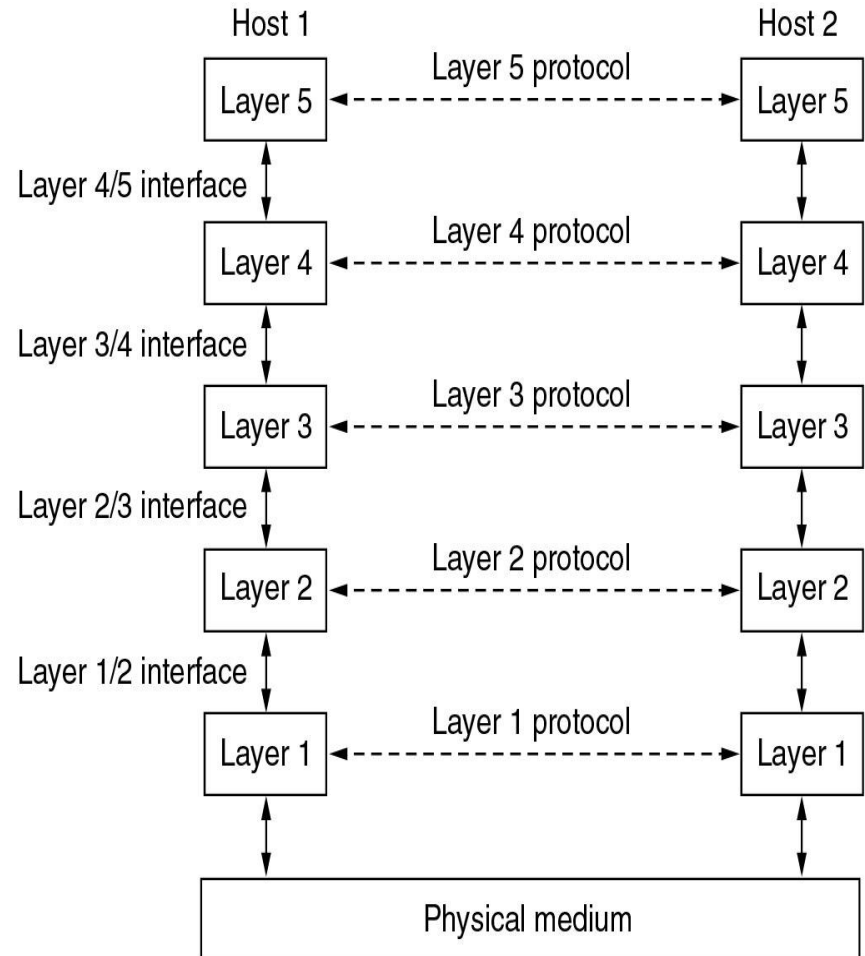 Host 1
Host 2
Layer 5 protocol
Layer 5
Layer 5
Layer 4/5 interface
Layer 4 protocol
Layer 4
Layer 4
Layer 3/4 interface
Layer 3 protocol
Layer 3
Layer 3
Layer 2/3 interface
Layer 2 protocol
Layer 2
Layer 2
Layer 1/2 interface
Layer 1 protocol
Layer 1
Layer 1
Physical medium